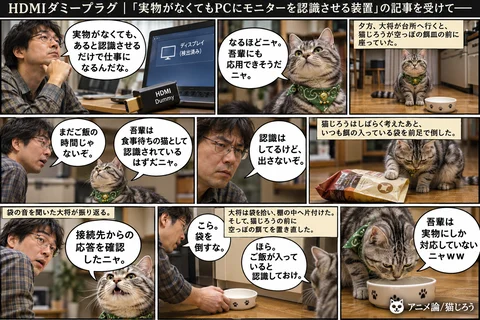 HDMIダミープラグ｜「実物がなくてもPCにモニターを認識させる装置」の記事を受けて──
実物がなくても、
あると認識させる
だけで仕事に
なるんだな。
ディスプレイ
(検出済み)
HDMI
Dummy
なるほどニャ。
吾輩にも
応用できそうだ
ニャ。
夕方、大将が台所へ行くと、
猫じろうが空っぽの餌皿の前に
座っていた。
まだご飯の
時間じゃ
ないぞ。
吾輩は
食事待ちの猫として
認識されている
はずだニャ。
認識は
してるけど、
出さないぞ。
猫じろうはしばらく考えたあと、
いつも餌の入っている袋を前足で倒した。
袋の音を聞いた大将が振り返る。
接続先からの
応答を確認
したニャ。
大将は袋を拾い、棚の中へ片付けた。
そして、猫じろうの前に
空っぽの餌てを置き直した。
こら。
袋を
倒すな。
ほら。
ご飯が入って
いると
認識しておけ。
吾輩は
実物にしか
対応していない
ニャｗｗ
アニメ論/猫じろう